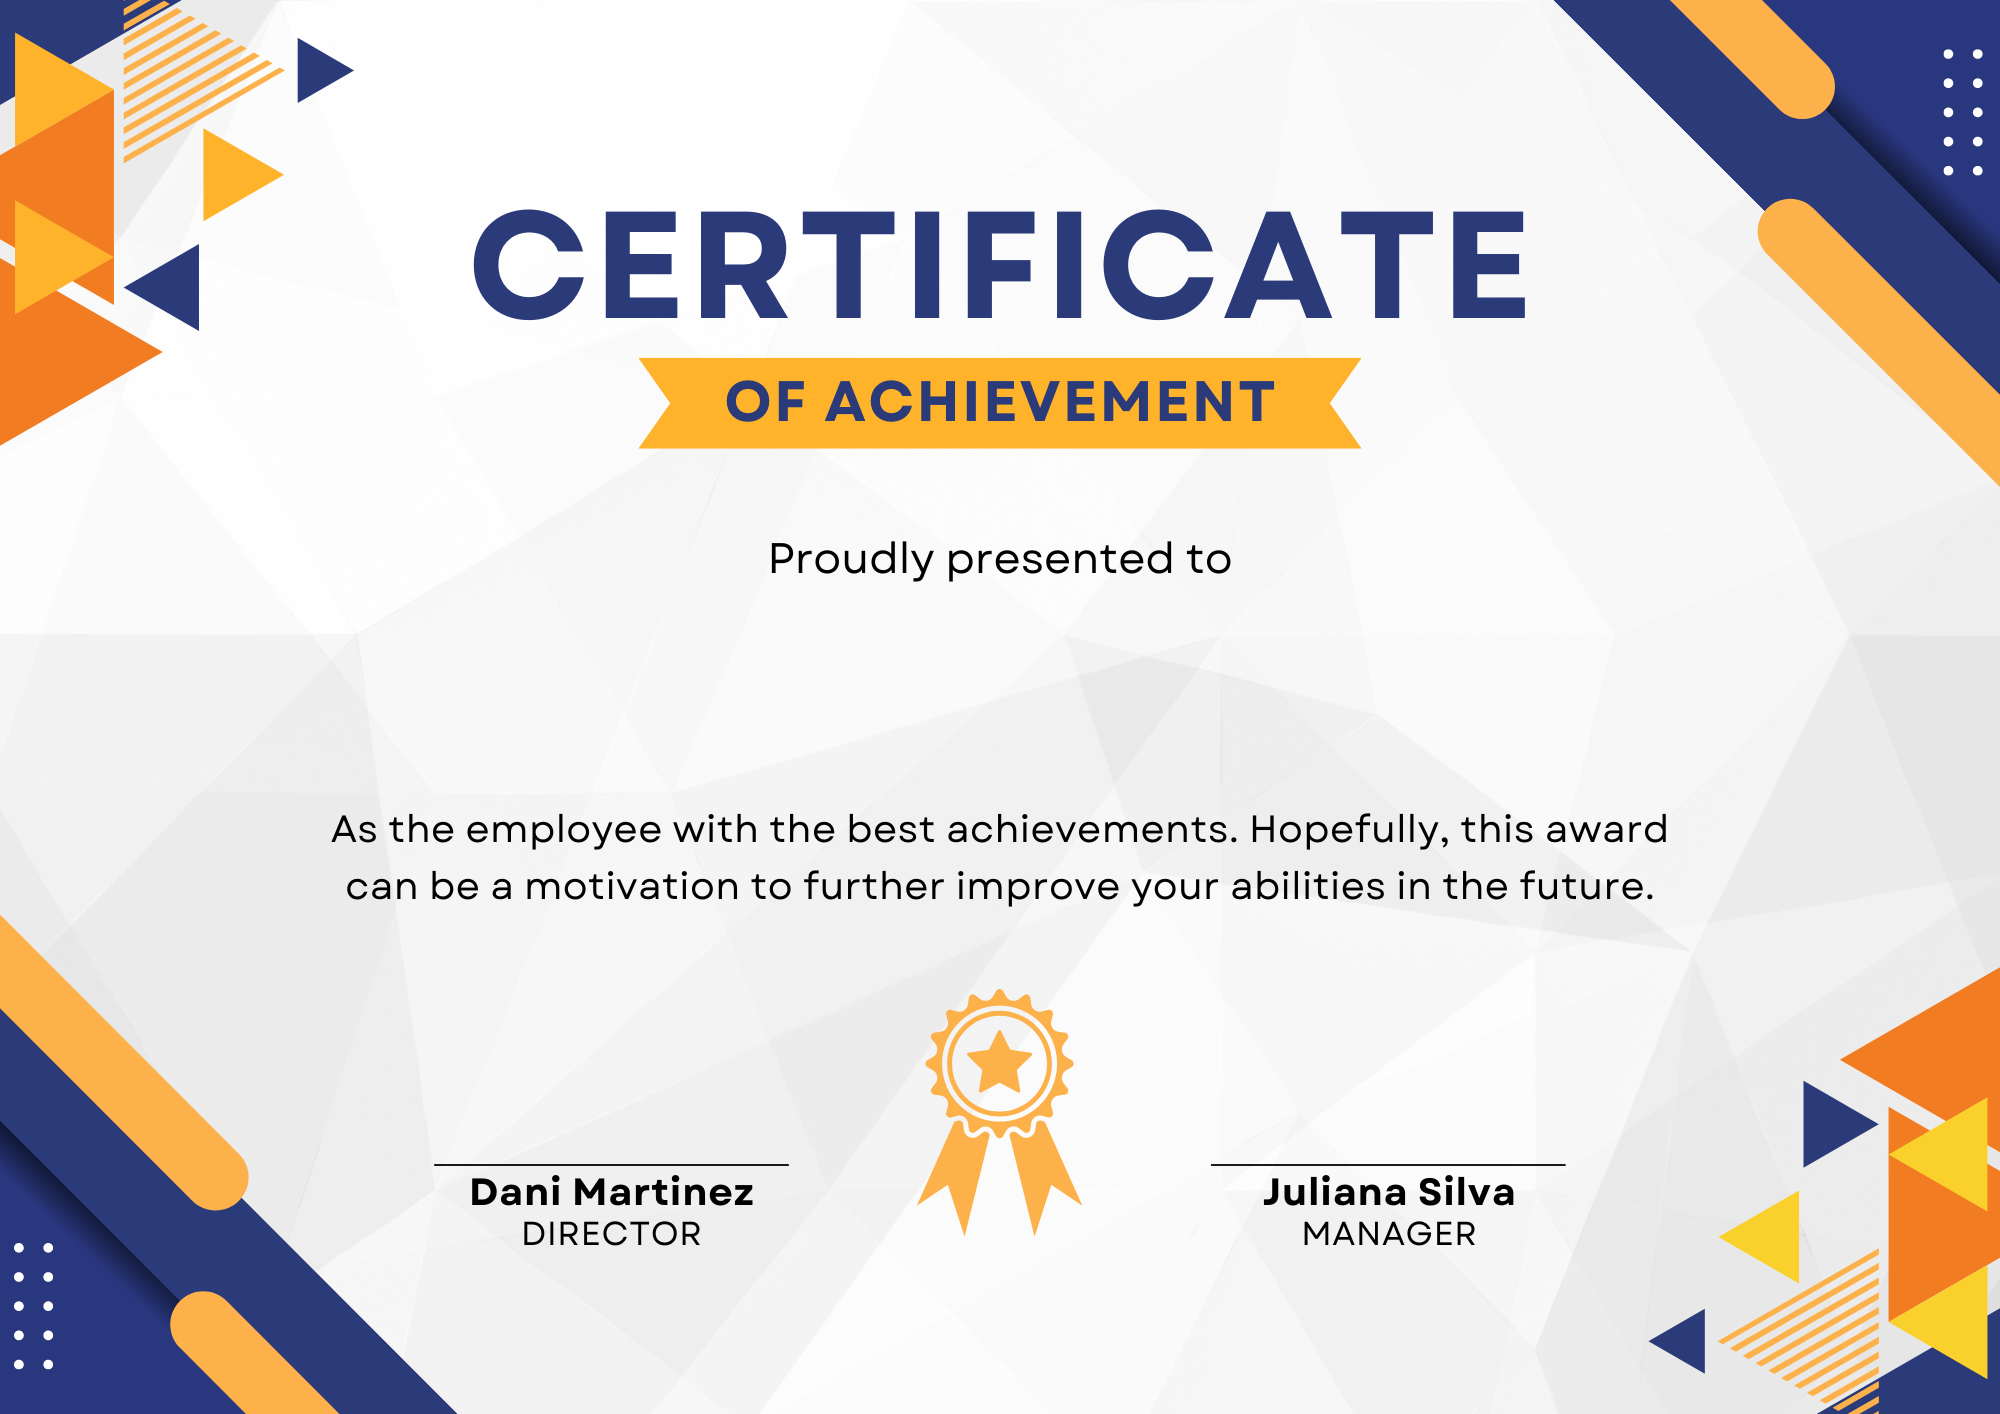 CERTIFICATE
OF ACHIEVEMENT
Proudly presented to
As the employee with the best achievements. Hopefully, this award
can be a motivation to further improve your abilities in the future.
Dani Martinez
DIRECTOR
Juliana Silva
MANAGER